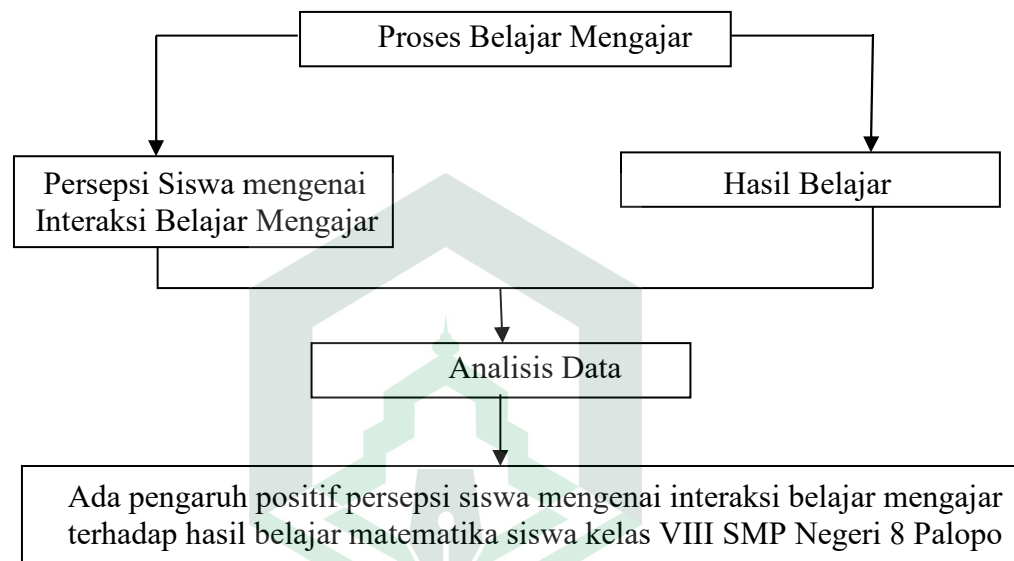 Proses Belajar Mengajar
Persepsi Siswa mengenai
Interaksi Belajar Mengajar
Hasil Belajar
Analisis Data
Ada pengaruh positif persepsi siswa mengenai interaksi belajar mengajar
terhadap hasil belajar matematika siswa kelas VIII SMP Negeri 8 Palopo